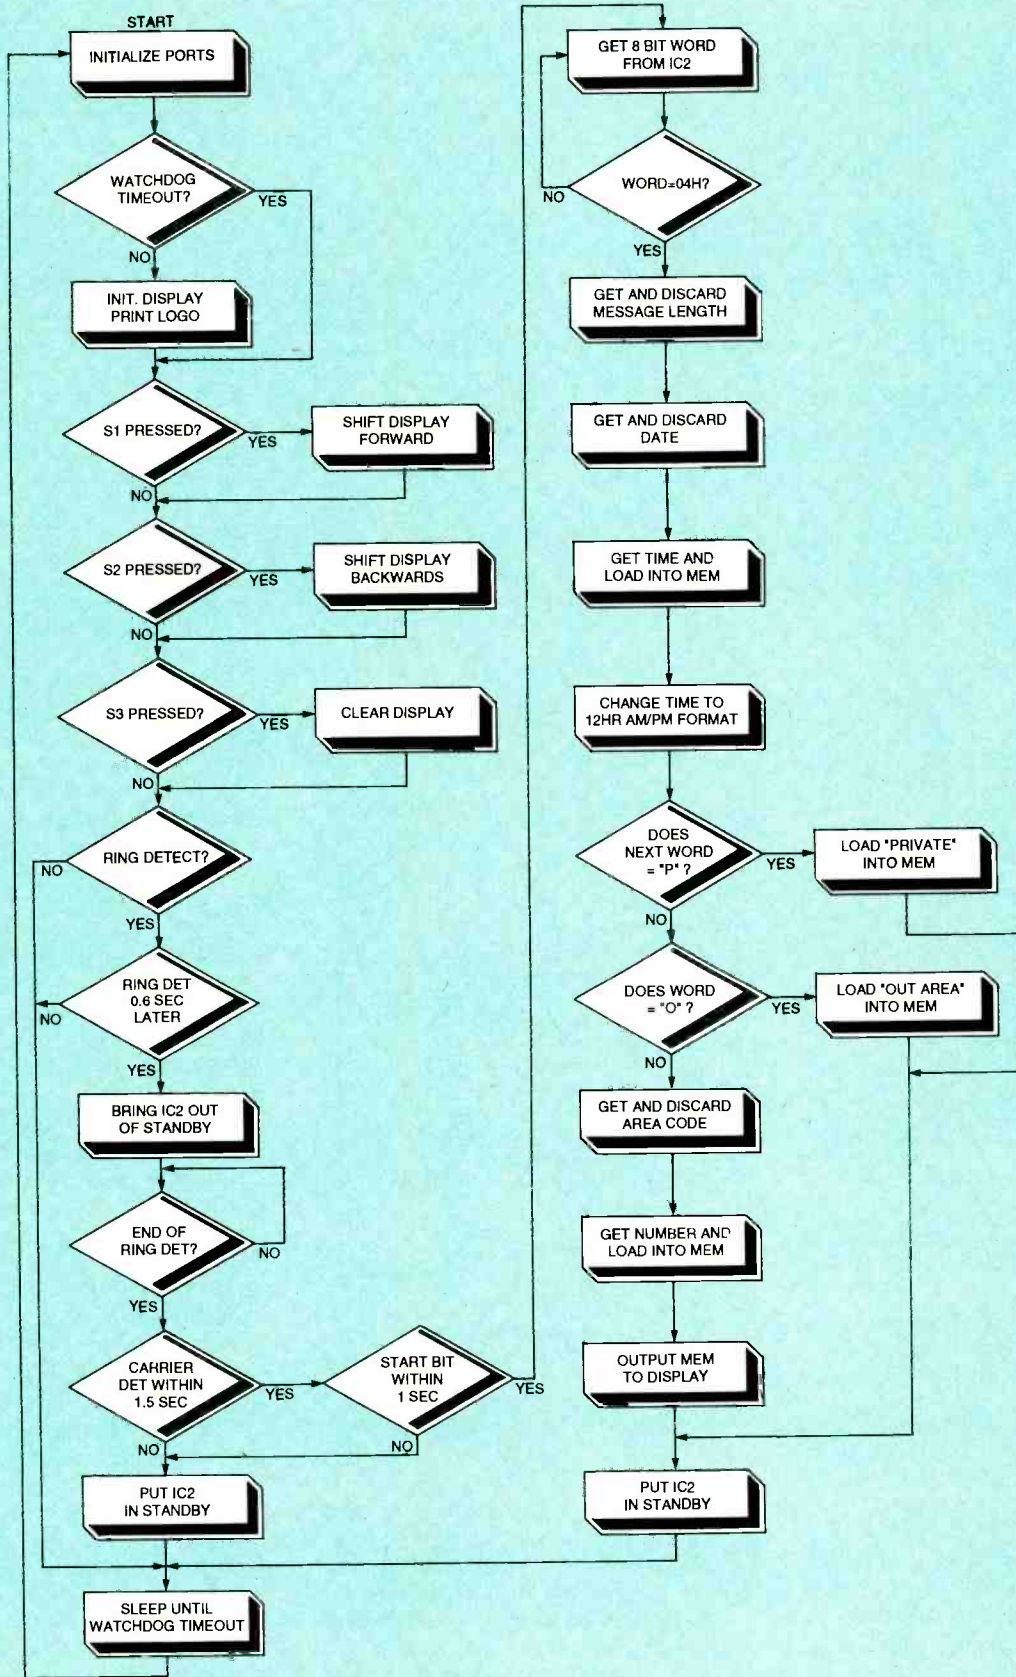 START
INITIALIZE PORTS
WATCHDOG
TIMEOUT?
YES
NO
INIT. DISPLAY
PRINT LOGO
S1 PRESSED?
YES
SHIFT DISPLAY
FORWARD
NO
S2 PRESSED?
YES
SHIFT DISPLAY
BACKWARDS
NO
S3 PRESSED?
YES
CLEAR DISPLAY
NO
RING DETECT?
NO
YES
RING DET
0.6 SEC
LATER
NO
YES
BRING IC2 OUT
OF STANDBY
END OF
RING DET?
NO
YES
CARRIER
DET WITHIN
1.5 SEC
YES
START BIT
WITHIN
1 SEC
YES
NO
NO
PUT IC2
IN STANDBY
SLEEP UNTIL
WATCHDOG TIMEOUT
GET 8 BIT WORD
FROM IC2
WORD=04H?
NO
YES
GET AND DISCARD
MESSAGE LENGTH
GET AND DISCARD
DATE
GET TIME AND
LOAD INTO MEM
CHANGE TIME TO
12HR AM/PM FORMAT
DOES
NEXT WORD
= "P" ?
YES
LOAD "PRIVATE"
INTO MEM
NO
DOES WORD
= "O" ?
YES
LOAD "OUT AREA"
INTO MEM
NO
GET AND DISCARD
AREA CODE
GET NUMBER AND
LOAD INTO MEM
OUTPUT MEM
TO DISPLAY
PUT IC2
IN STANDBY